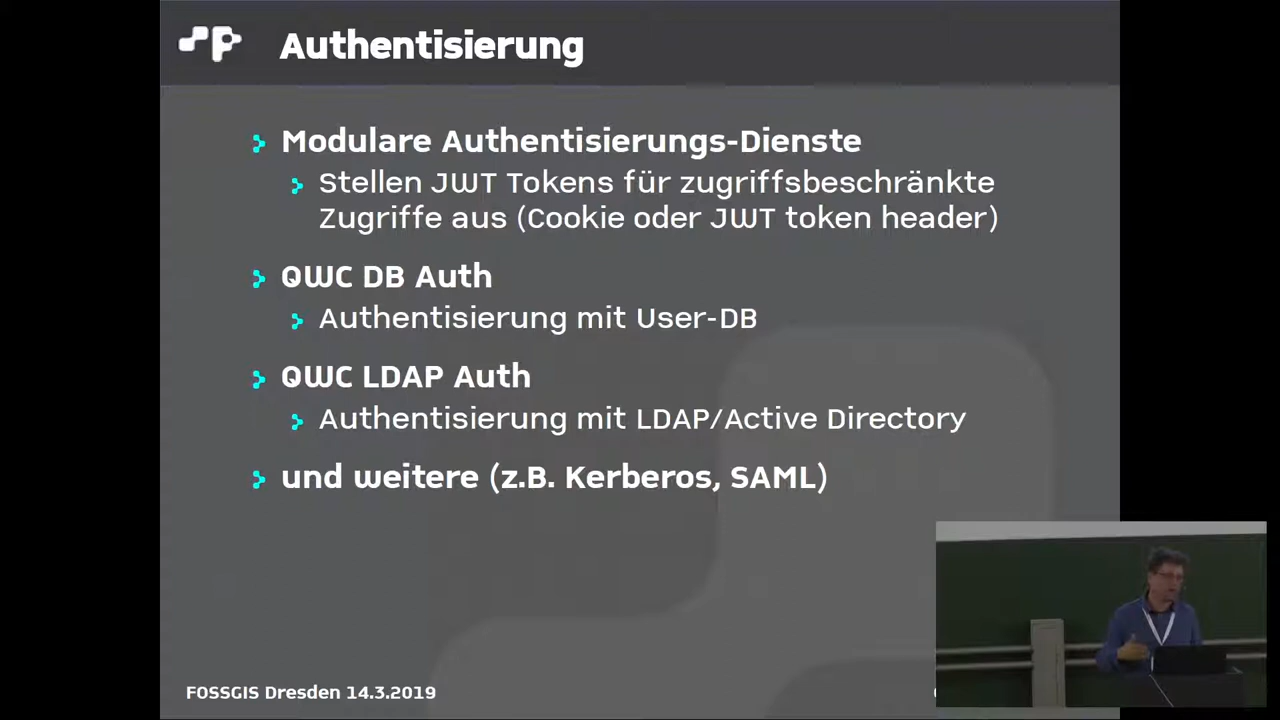 Authentisierung
Modulare Authentisierungs-Dienste
Stellen JWT Tokens für zugriffsbeschränkte
Zugriffe aus (Cookie oder JWT token header)
QWC DB Auth
Authentisierung mit User-DB
QWC LDAP Auth
Authentisierung mit LDAP/Active Directory
und weitere (z.B. Kerberos, SAML)
FOSSGIS Dresden 14.3.2019